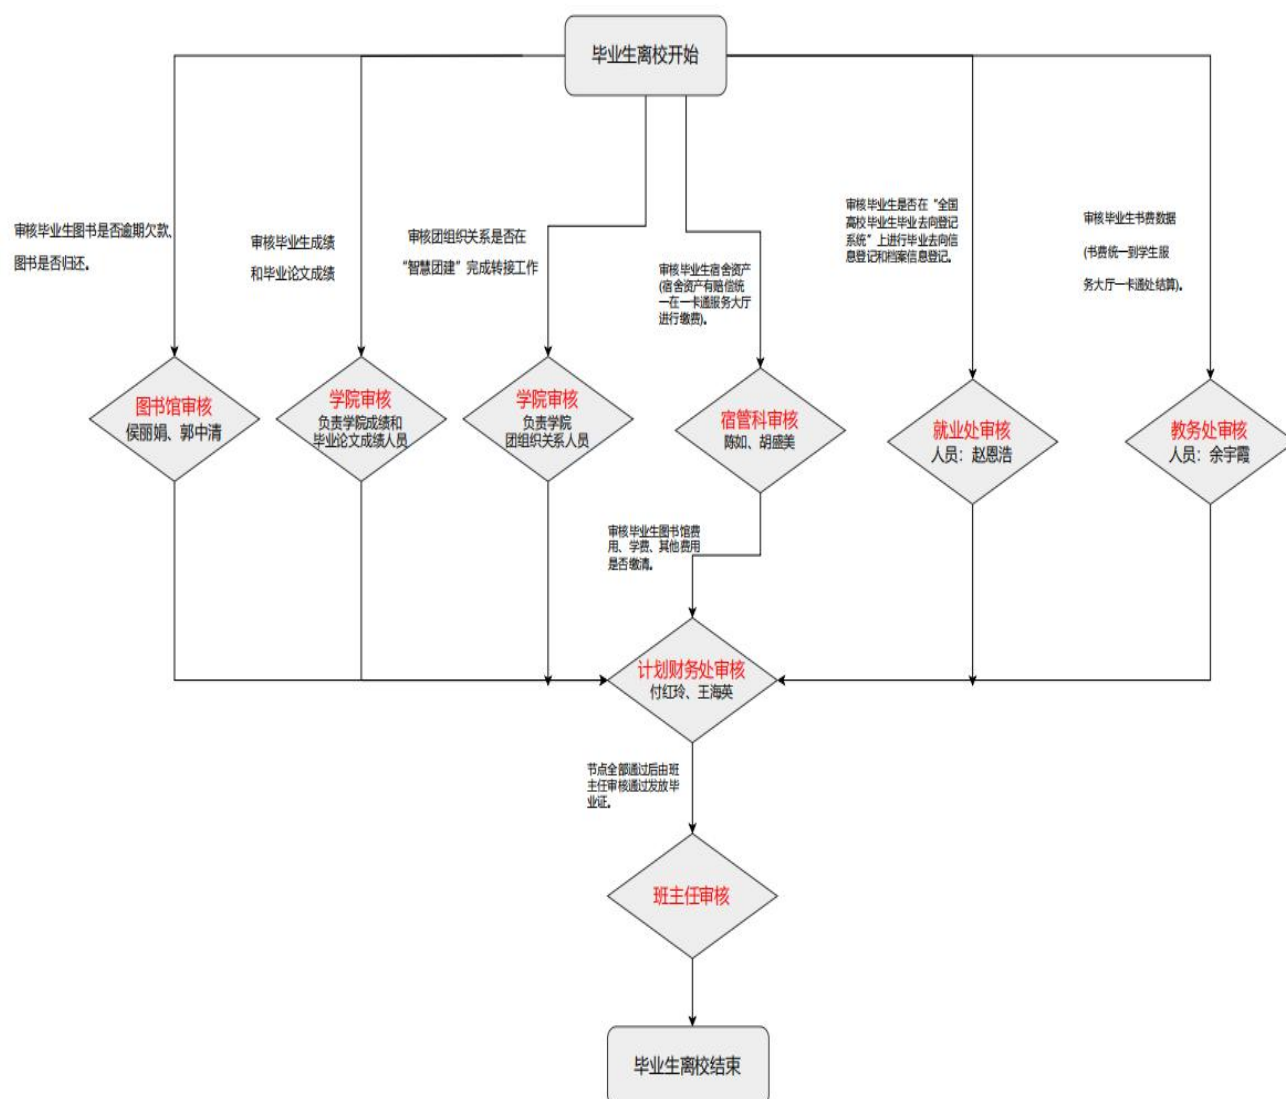 毕业生离校开始
审核毕业生图书是否逾期欠款、
图书是否归还。
审核毕业生成绩
和毕业论文成绩
审核团组织关系是否在
“智慧团建”完成转接工作
审核毕业生宿舍资产
(宿舍资产有赔偿统
一在一卡通服务大厅
进行缴费)。
审核毕业生是否在“全国
高校毕业生毕业去向登记
系统”上进行毕业去向信
息登记和档案信息登记。
审核毕业生书费数据
(书费统一到学生服
务大厅一卡通处结算)。
图书馆审核
侯丽娟、郭中清
学院审核
负责学院成绩和
毕业论文成绩人员
学院审核
负责学院
团组织关系人员
宿管科审核
陈如、胡盛美
就业处审核
人员：赵恩浩
教务处审核
人员：余宇霞
审核毕业生图书馆费
用、学费、其他费用
是否缴清。
计划财务处审核
付红玲、王海英
节点全部通过后由班
主任审核通过发放毕
业证。
班主任审核
毕业生离校结束